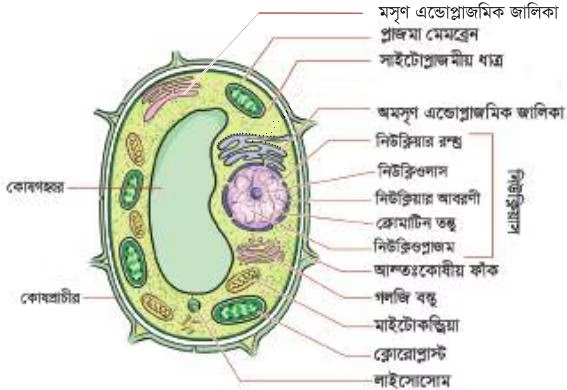 মসৃণ এন্ডোপ্লাজমিক জালিকা
প্লাজমা মেমব্রেন
সাইটোপ্লাজমীয় ধাত্র
অমসৃণ এন্ডোপ্লাজমিক জালিকা
নিউক্লিয়ার রন্ধ্র
নিউক্লিওলাস
নিউক্লিয়ার আবরণী
ক্রোমাটিন তন্তু
নিউক্লিওপ্লাজম
নিউক্লিয়াস
আন্তঃকোষীয় ফাঁক
গলজি বস্তু
মাইটোকন্ড্রিয়া
ক্লোরোপ্লাস্ট
লাইসোসোম
কোষগহ্বর
কোষপ্রাচীর